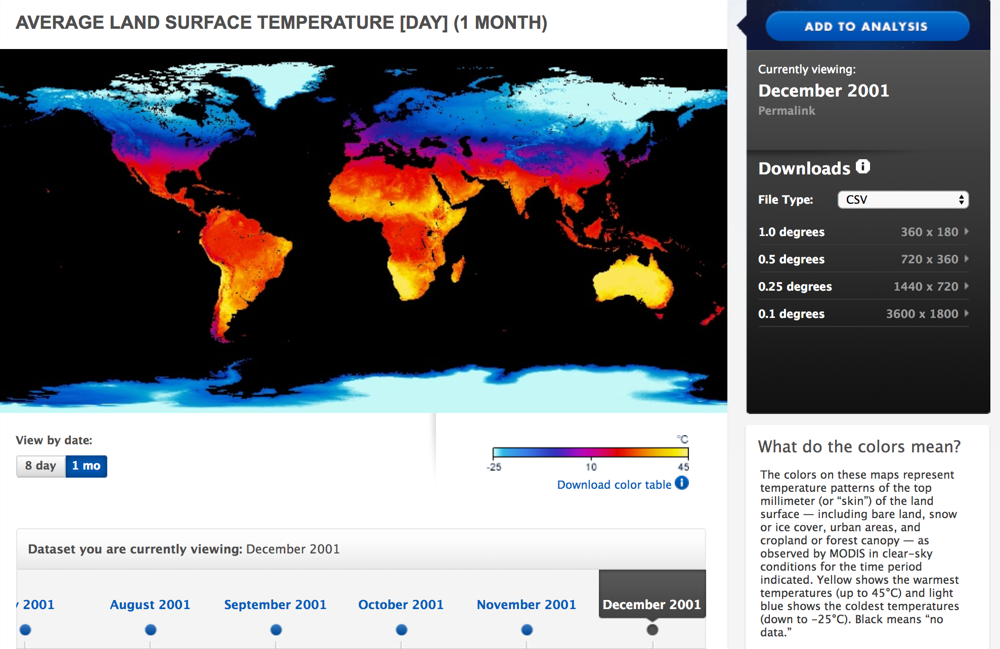 AVERAGE LAND SURFACE TEMPERATURE [DAY] (1 MONTH)
ADD TO ANALYSIS
Currently viewing:
December 2001
Permalink
Downloads i
File Type: CSV
1.0 degrees 360 x 180
0.5 degrees 720 x 360
0.25 degrees 1440 x 720
0.1 degrees 3600 x 1800
View by date:
8 day 1 mo
°C
-25 10 45
Download color table i
Dataset you are currently viewing: December 2001
2001 August 2001 September 2001 October 2001 November 2001 December 2001
What do the colors mean?
The colors on these maps represent
temperature patterns of the top
millimeter (or “skin”) of the land
surface — including bare land, snow
or ice cover, urban areas, and
cropland or forest canopy — as
observed by MODIS in clear-sky
conditions for the time period
indicated. Yellow shows the warmest
temperatures (up to 45°C) and light
blue shows the coldest temperatures
(down to -25°C). Black means “no
data.”